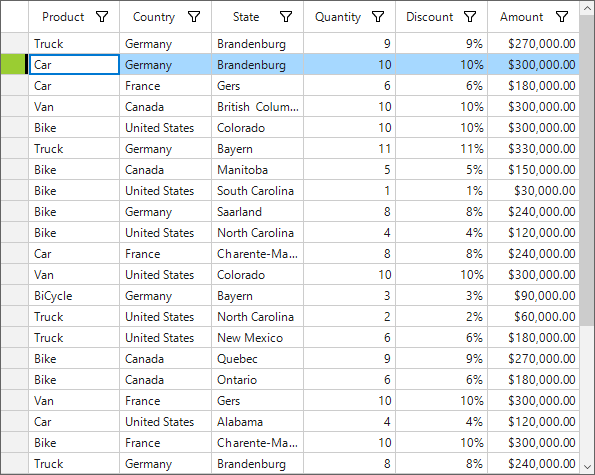 Product Country State Quantity Discount Amount
Truck Germany Brandenburg 9 9% $270,000.00
Car Germany Brandenburg 10 10% $300,000.00
Car France Gers 6 6% $180,000.00
Van Canada British Colum... 10 10% $300,000.00
Bike United States Colorado 10 10% $300,000.00
Truck Germany Bayern 11 11% $330,000.00
Bike Canada Manitoba 5 5% $150,000.00
Bike United States South Carolina 1 1% $30,000.00
Bike Germany Saarland 8 8% $240,000.00
Bike United States North Carolina 4 4% $120,000.00
Car France Charente-Ma... 8 8% $240,000.00
Van United States Colorado 10 10% $300,000.00
BiCycle Germany Bayern 3 3% $90,000.00
Truck United States North Carolina 2 2% $60,000.00
Truck United States New Mexico 6 6% $180,000.00
Bike Canada Quebec 9 9% $270,000.00
Bike Canada Ontario 6 6% $180,000.00
Van France Gers 10 10% $300,000.00
Car United States Alabama 4 4% $120,000.00
Bike France Charente-Ma... 10 10% $300,000.00
Truck Germany Brandenburg 8 8% $240,000.00